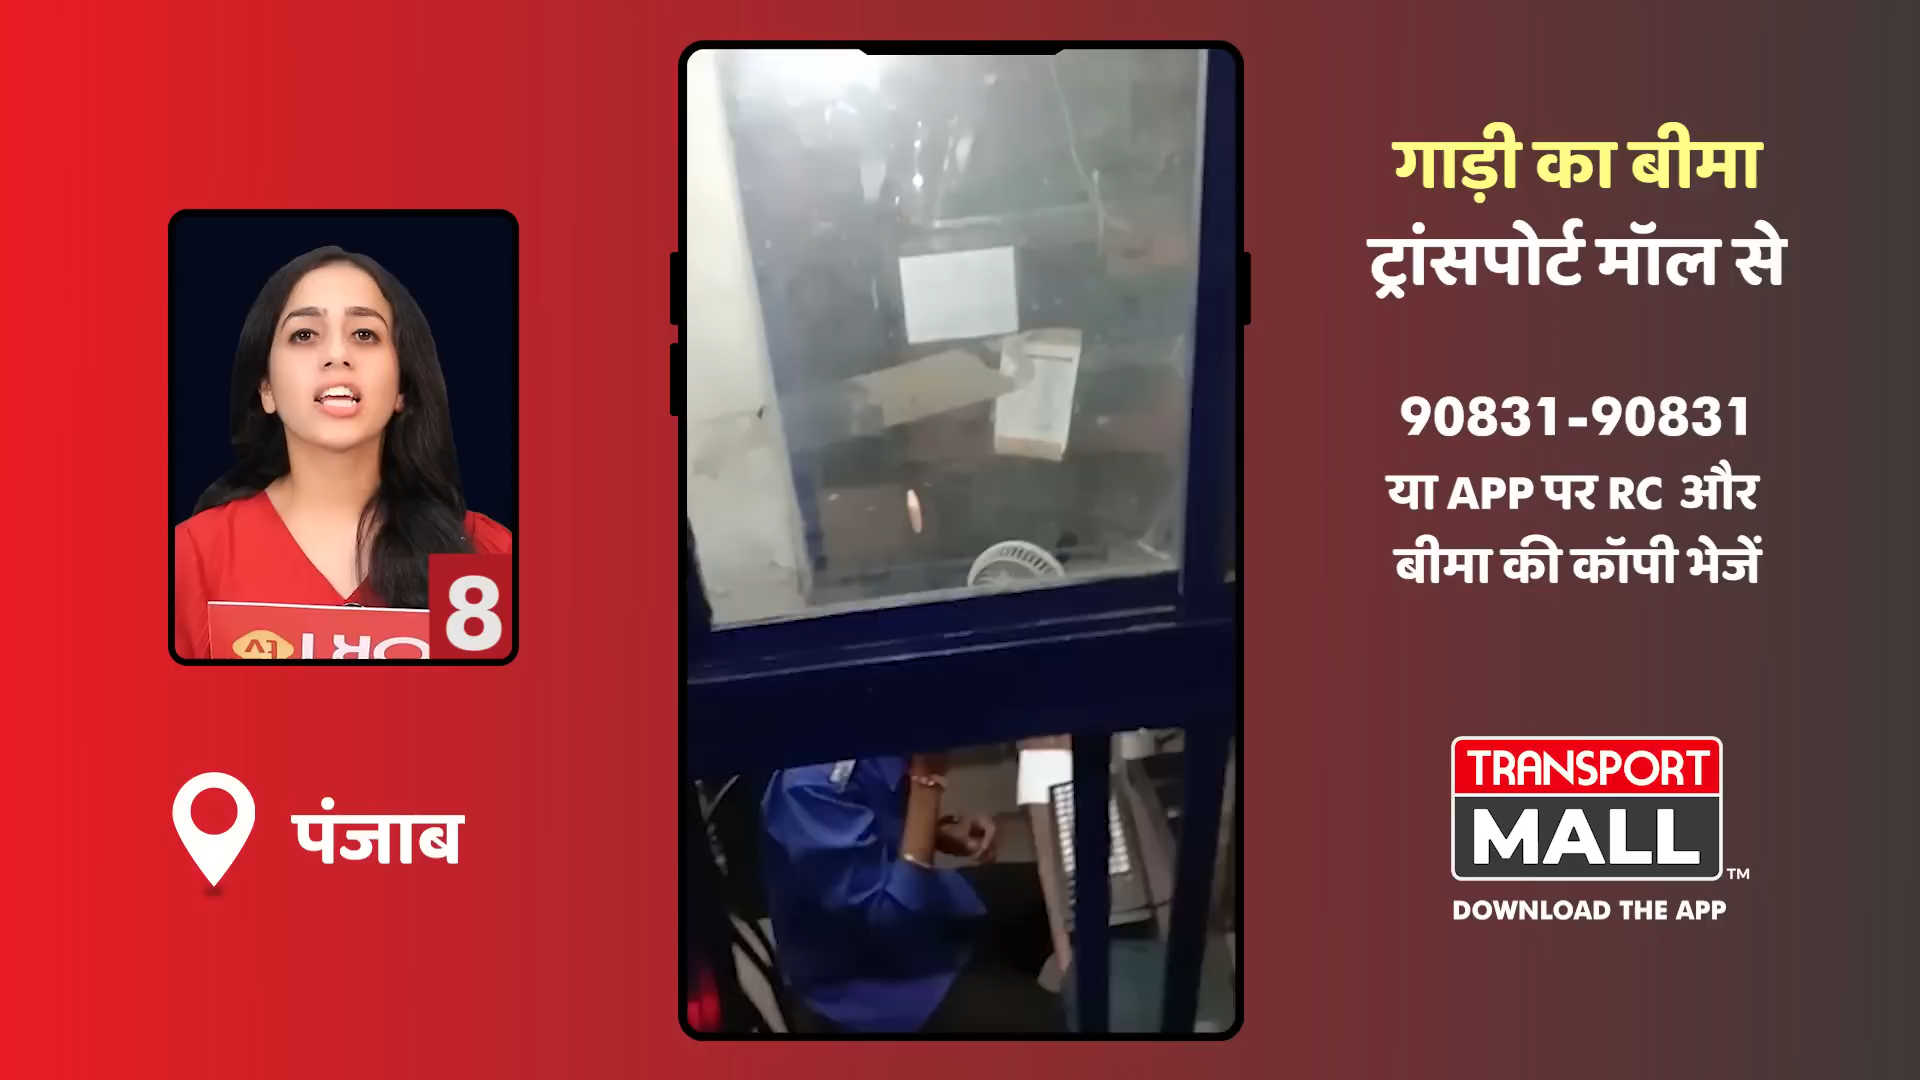 8
पंजाब
गाड़ी का बीमा
ट्रांसपोर्ट मॉल से
90831-90831
या APP पर RC और
बीमा की कॉपी भेजें
TRANSPORT
MALL
TM
DOWNLOAD THE APP